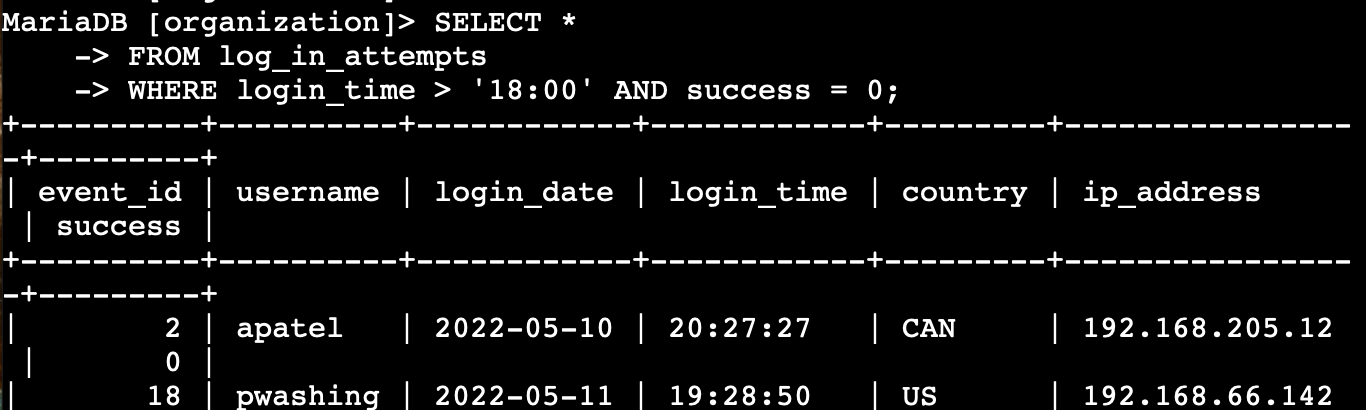 MariaDB [organization]> SELECT *
    -> FROM log_in_attempts
    -> WHERE login_time > '18:00' AND success = 0;
+----------+----------+------------+------------+---------+----------------
-+---------+
| event_id | username | login_date | login_time | country | ip_address
 | success |
+----------+----------+------------+------------+---------+----------------
-+---------+
|        2 | apatel   | 2022-05-10 | 20:27:27   | CAN     | 192.168.205.12
 |       0 |
|       18 | pwashing | 2022-05-11 | 19:28:50   | US      | 192.168.66.142